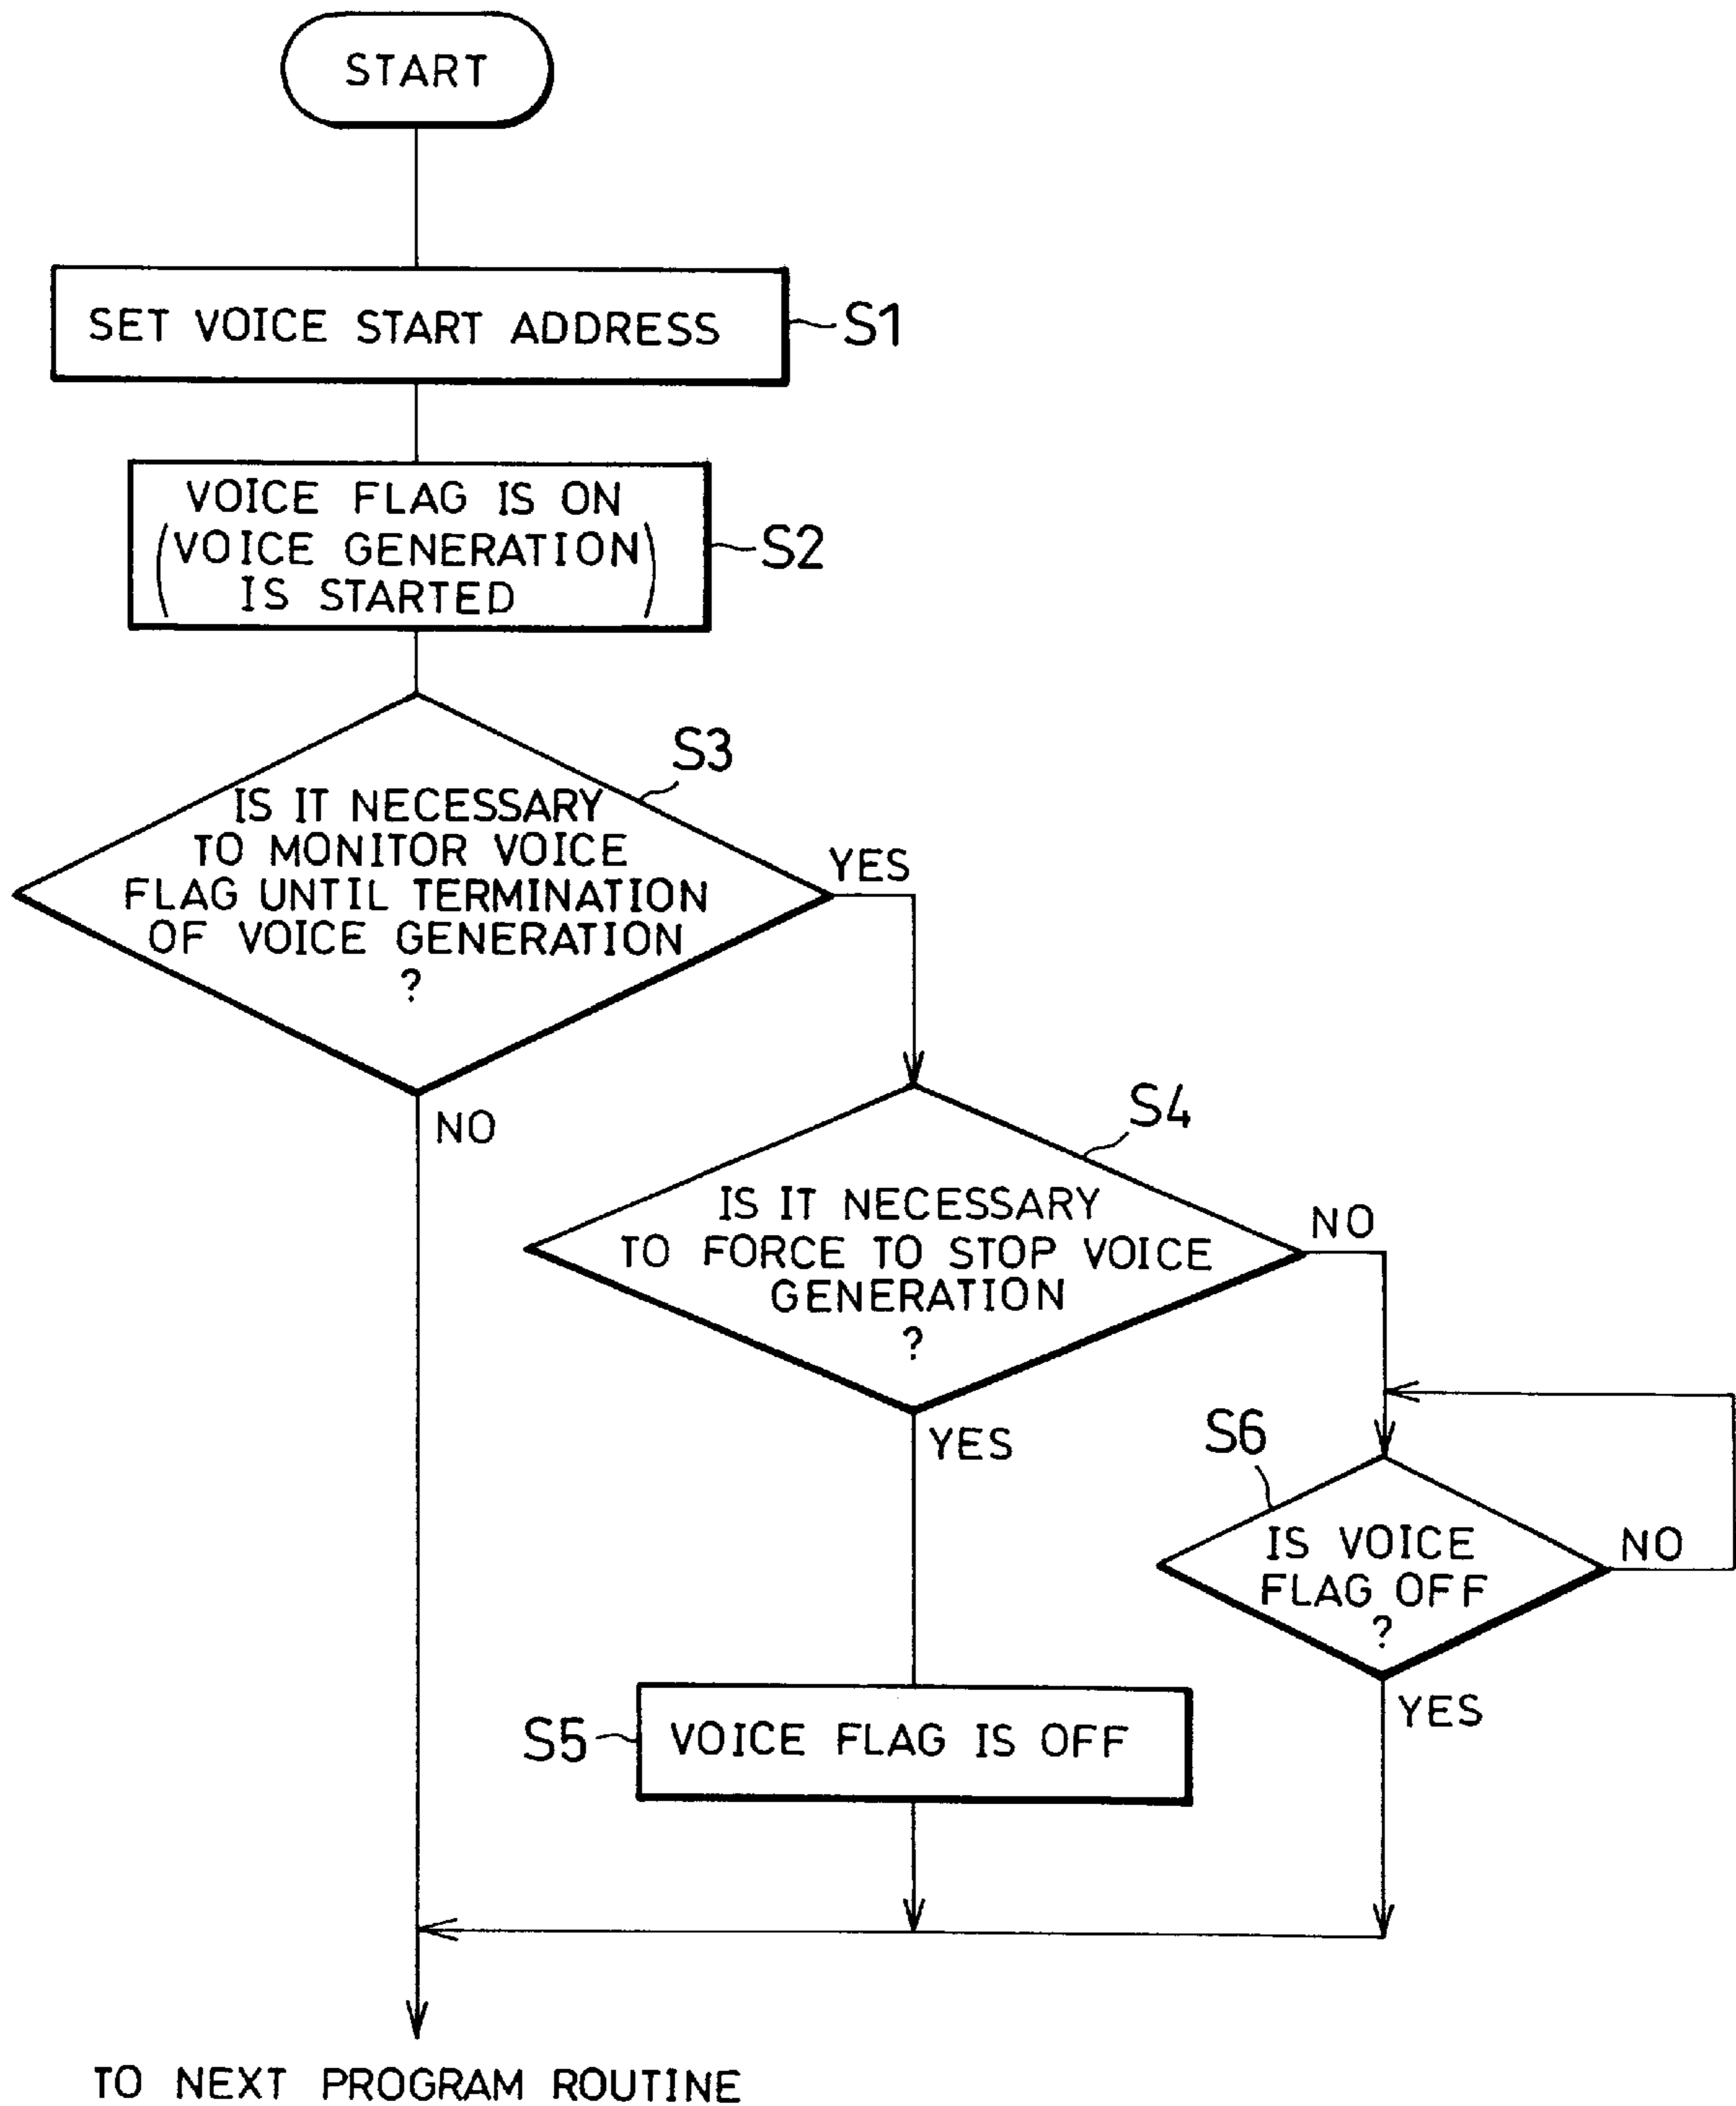 START
SET VOICE START ADDRESS
S1
VOICE FLAG IS ON
(VOICE GENERATION
IS STARTED)
S2
S3
IS IT NECESSARY
TO MONITOR VOICE
FLAG UNTIL TERMINATION
OF VOICE GENERATION
?
YES
NO
S4
IS IT NECESSARY
TO FORCE TO STOP VOICE
GENERATION
?
NO
YES
S6
IS VOICE
FLAG OFF
?
NO
YES
S5
VOICE FLAG IS OFF
TO NEXT PROGRAM ROUTINE